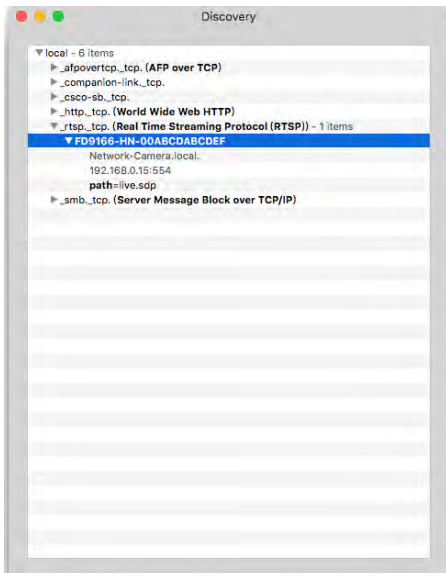 Discovery
local - 6 items
_afpovertcp._tcp. (AFP over TCP)
_companion-link._tcp.
_csco-sb._tcp.
_http._tcp. (World Wide Web HTTP)
_rtsp._tcp. (Real Time Streaming Protocol (RTSP)) - 1 items
FD9166-HN-00ABCDABCDEF
Network-Camera.local.
192.168.0.15:554
path=live.sdp
_smb._tcp. (Server Message Block over TCP/IP)